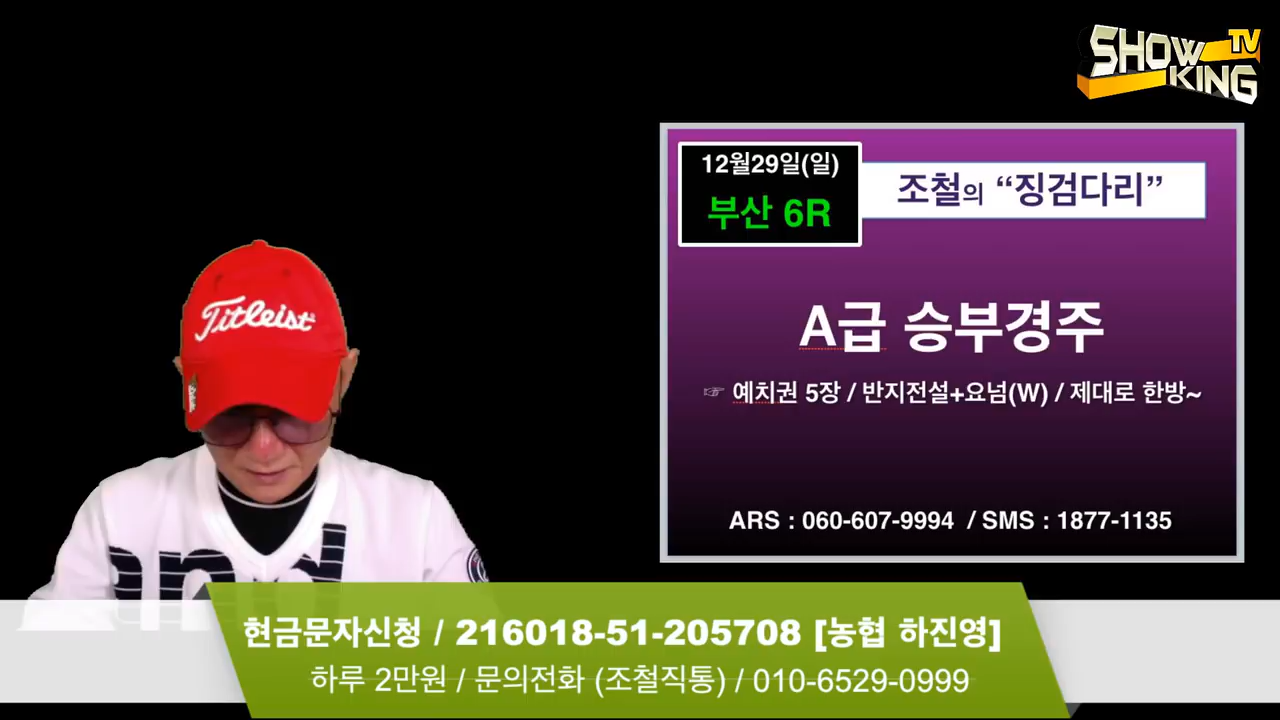 SHOW TV
KING
12월29일(일)
부산 6R
조철의 “징검다리”
A급 승부경주
☞ 예치권 5장 / 반지전설+요넘(W) / 제대로 한방~
ARS : 060-607-9994 / SMS : 1877-1135
Titleist
현금문자신청 / 216018-51-205708 [농협 하진영]
하루 2만원 / 문의전화 (조철직통) / 010-6529-0999